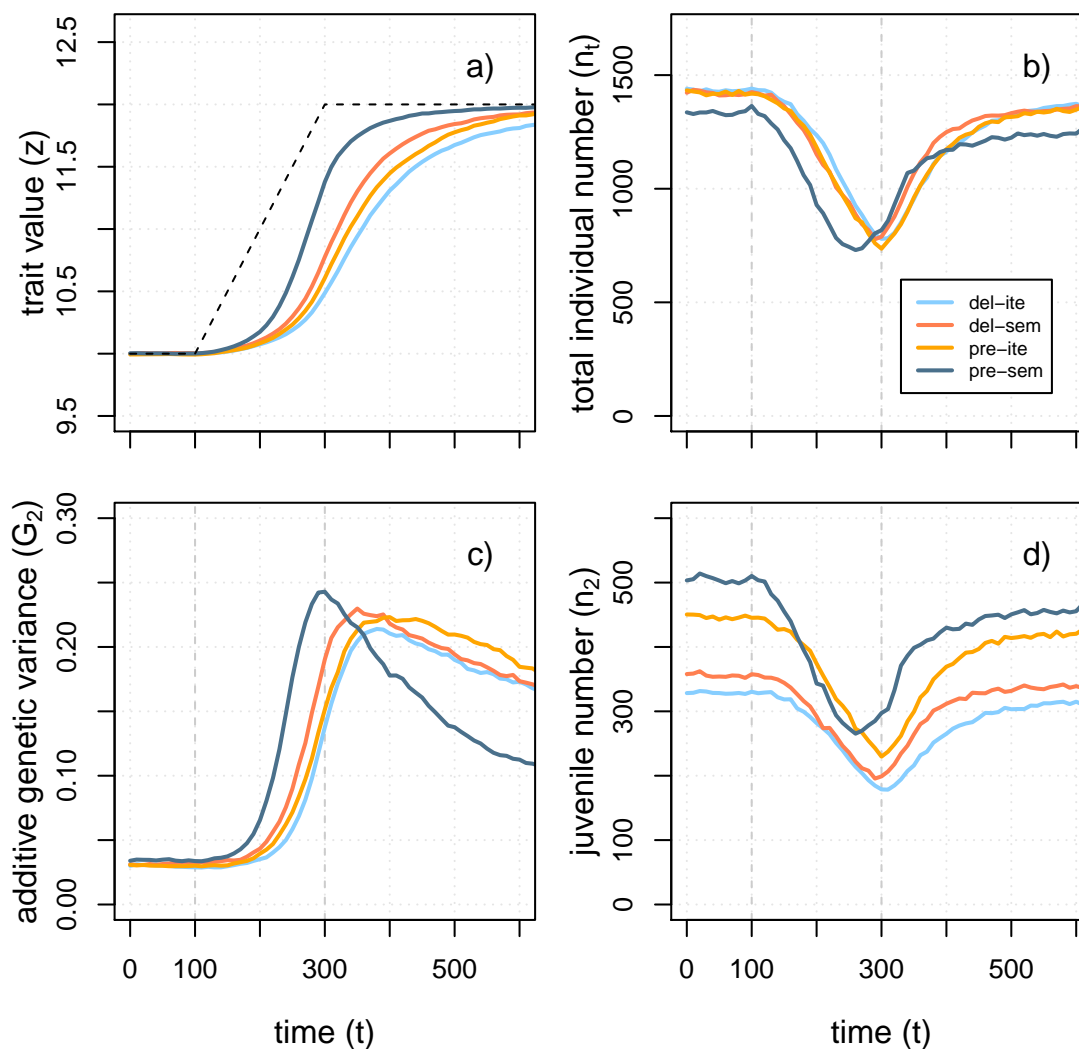 a)
trait value (z)
12.5
11.5
10.5
9.5
b)
total individual number (nₜ)
1500
1000
500
0
del−ite
del−sem
pre−ite
pre−sem
c)
additive genetic variance (G₂)
0.30
0.20
0.10
0.00
0 100 300 500
time (t)
d)
juvenile number (n₂)
500
300
100
0
0 100 300 500
time (t)